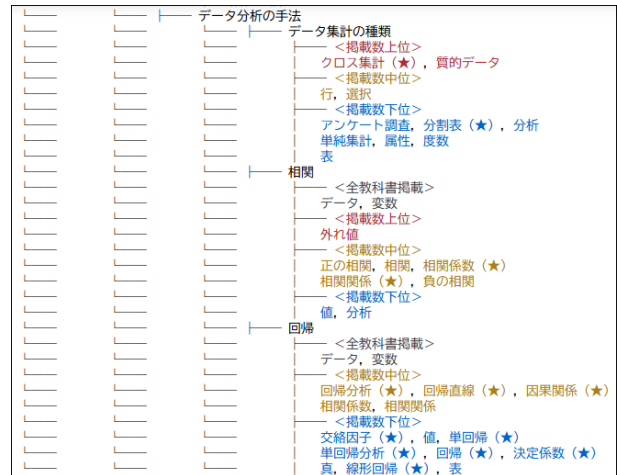 データ分析の手法
データ集計の種類
<掲載数上位>
クロス集計（★）, 質的データ
<掲載数中位>
行, 選択
<掲載数下位>
アンケート調査, 分割表（★）, 分析
単純集計, 属性, 度数
表
相関
<全教科書掲載>
データ, 変数
<掲載数上位>
外れ値
<掲載数中位>
正の相関, 相関, 相関係数（★）
相関関係（★）, 負の相関
<掲載数下位>
値, 分析
回帰
<全教科書掲載>
データ, 変数
<掲載数中位>
回帰分析（★）, 回帰直線（★）, 因果関係（★）
相関係数, 相関関係
<掲載数下位>
交絡因子（★）, 値, 単回帰（★）
単回帰分析（★）, 回帰（★）, 決定係数（★）
真, 線形回帰（★）, 表